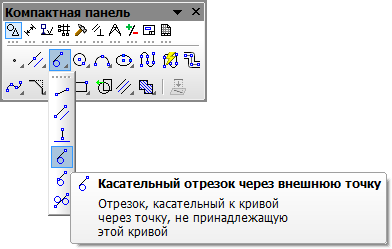 Компактная панель
Касательный отрезок через внешнюю точку
Отрезок, касательный к кривой
через точку, не принадлежащую
этой кривой